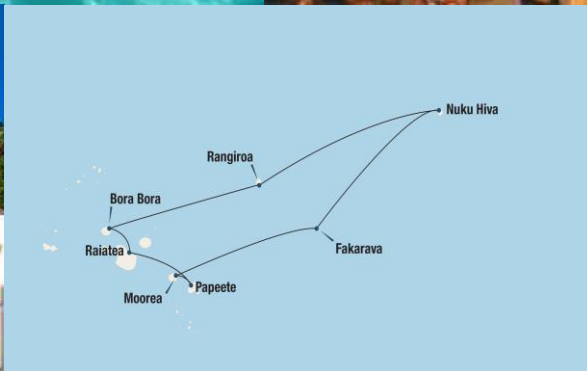 Nuku Hiva
Rangiroa
Bora Bora
Raiatea
Fakarava
Papeete
Moorea